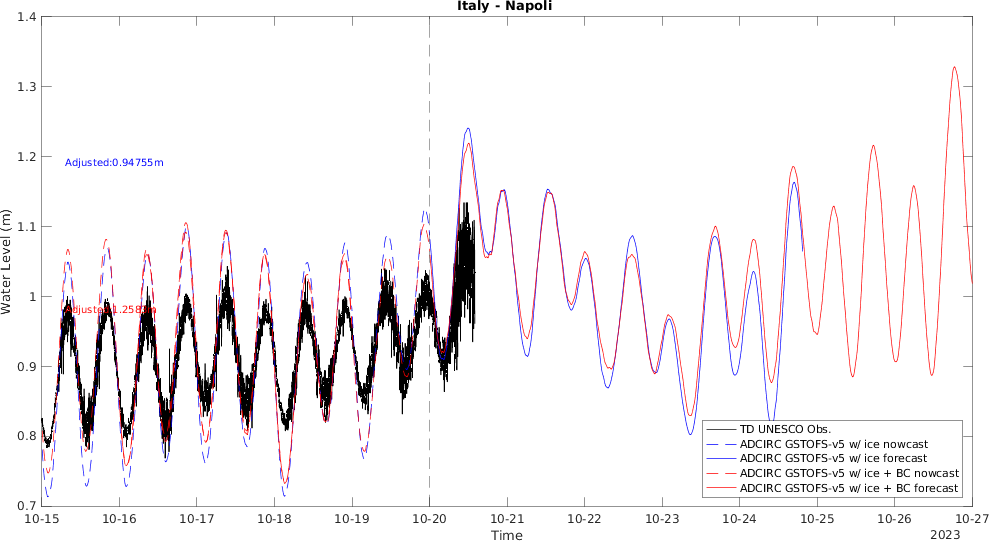 Italy - Napoli
1.4
1.3
1.2
1.1
1
0.9
0.8
0.7
Water Level (m)
Adjusted:0.94755m
TD UNESCO Obs.
ADCIRC GSTOFS-v5 w/ ice nowcast
ADCIRC GSTOFS-v5 w/ ice forecast
ADCIRC GSTOFS-v5 w/ ice + BC nowcast
ADCIRC GSTOFS-v5 w/ ice + BC forecast
10-15 10-16 10-17 10-18 10-19 10-20 10-21 10-22 10-23 10-24 10-25 10-26 10-27
Time
2023